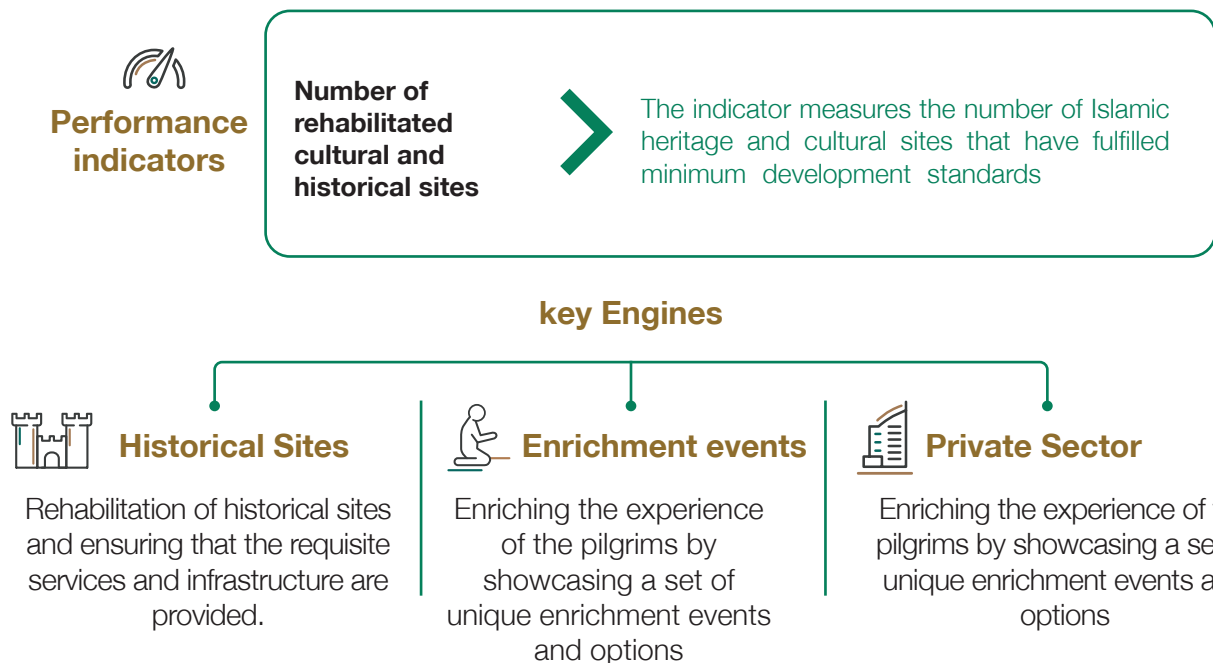 Performance
indicators
Number of
rehabilitated
cultural and
historical sites
The indicator measures the number of Islamic
heritage and cultural sites that have fulfilled
minimum development standards
key Engines
Historical Sites
Rehabilitation of historical sites
and ensuring that the requisite
services and infrastructure are
provided.
Enrichment events
Enriching the experience
of the pilgrims by
showcasing a set of
unique enrichment events
and options
Private Sector
Enriching the experience of
pilgrims by showcasing a
unique enrichment events
options